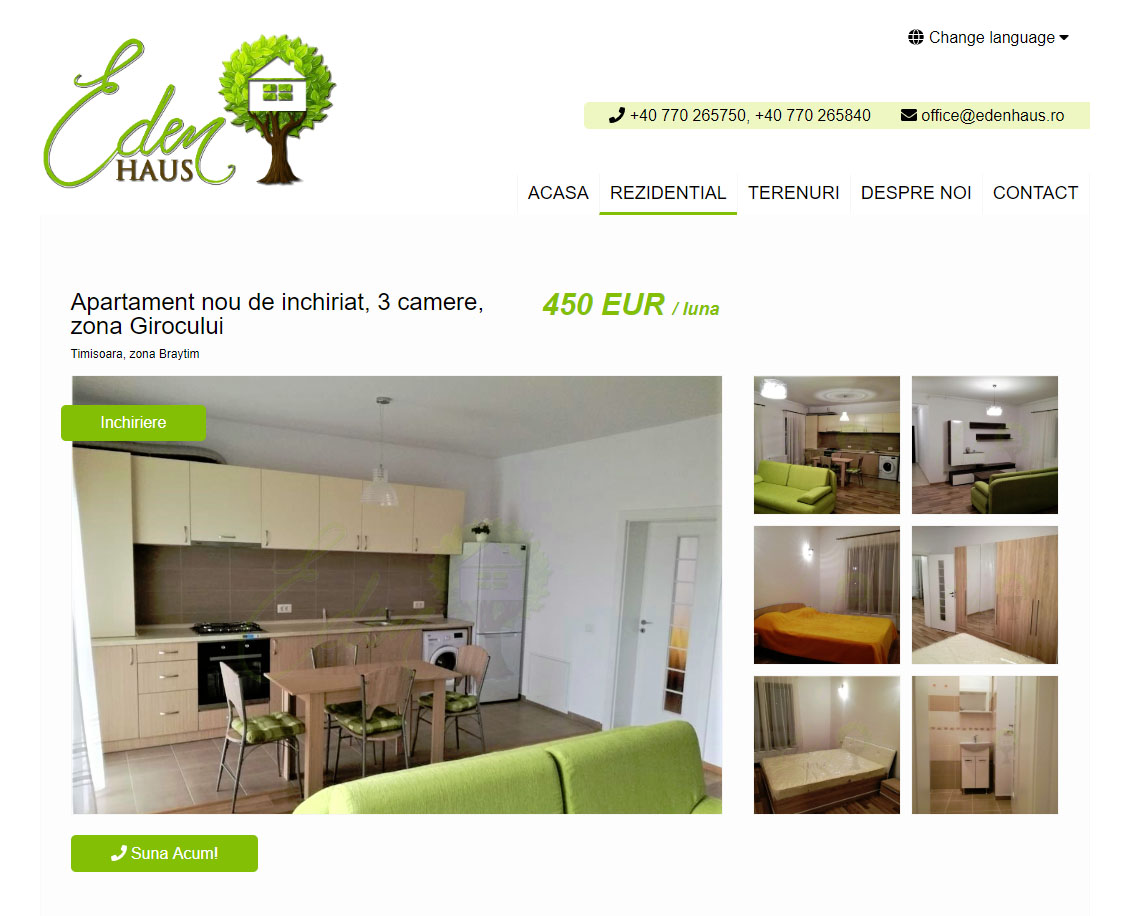 Eden
HAUS
Change language
+40 770 265750, +40 770 265840
office@edenhaus.ro
ACASA
REZIDENTIAL
TERENURI
DESPRE NOI
CONTACT
Apartament nou de inchiriat, 3 camere,
zona Girocului
450 EUR / luna
Timisoara, zona Braytim
Inchiriere
Suna Acum!